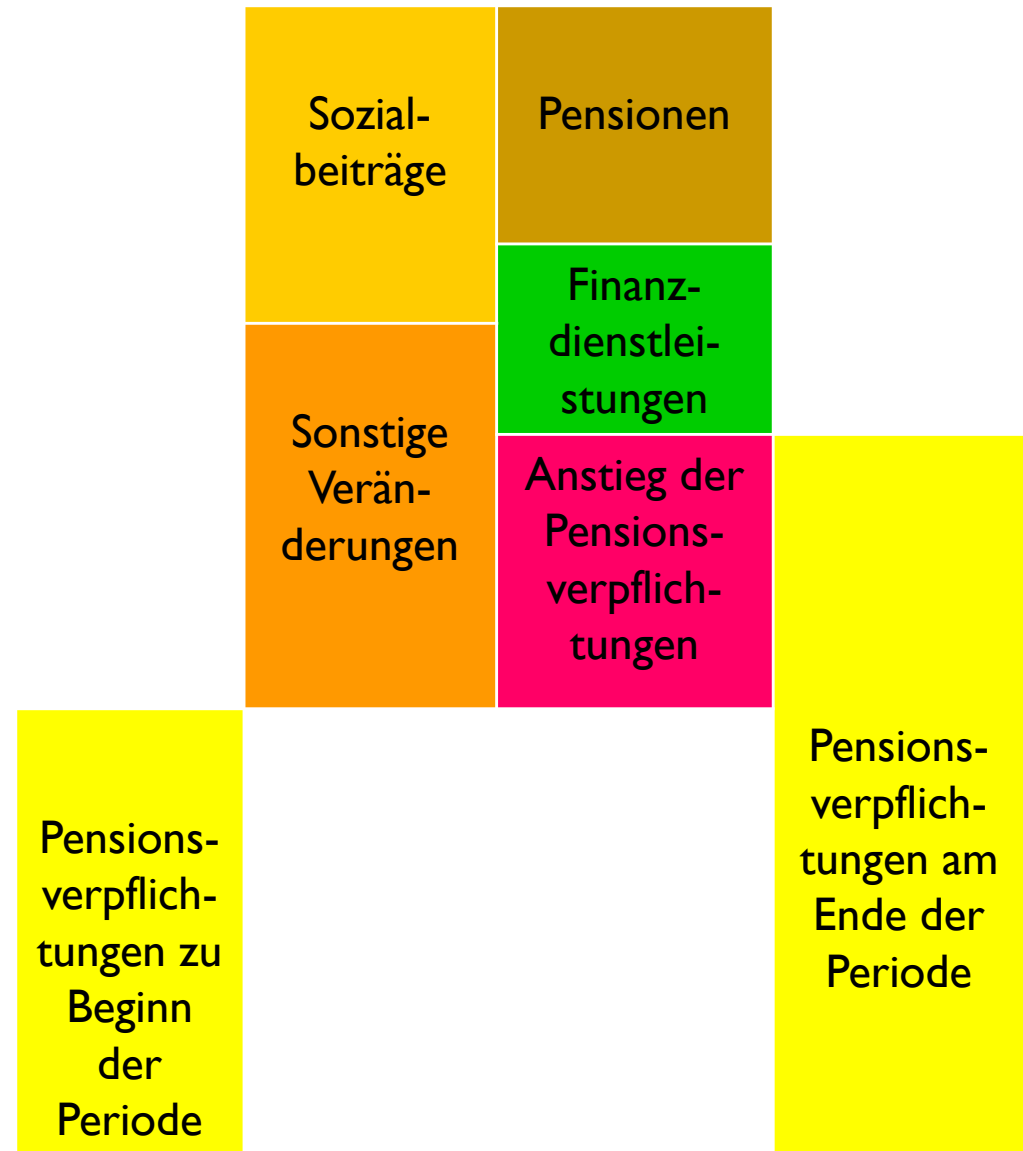 Sozial-
beiträge
Pensionen
Finanz-
dienstlei-
stungen
Sonstige
Verän-
derungen
Anstieg der
Pensions-
verpflich-
tungen
Pensions-
verpflich-
tungen zu
Beginn
der
Periode
Pensions-
verpflich-
tungen am
Ende der
Periode